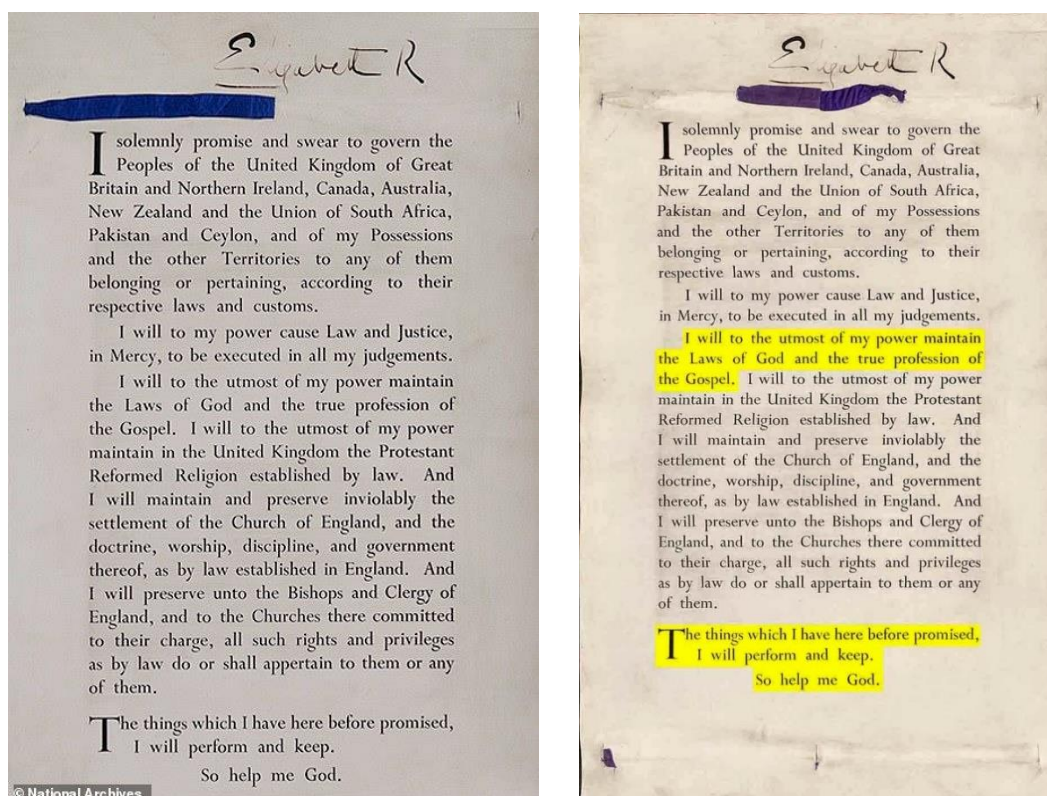 Elizabeth R
I solemnly promise and swear to govern the
Peoples of the United Kingdom of Great
Britain and Northern Ireland, Canada, Australia,
New Zealand and the Union of South Africa,
Pakistan and Ceylon, and of my Possessions
and the other Territories to any of them
belonging or pertaining, according to their
respective laws and customs.
I will to my power cause Law and Justice,
in Mercy, to be executed in all my judgements.
I will to the utmost of my power maintain
the Laws of God and the true profession of
the Gospel. I will to the utmost of my power
maintain in the United Kingdom the Protestant
Reformed Religion established by law. And
I will maintain and preserve inviolably the
settlement of the Church of England, and the
doctrine, worship, discipline, and government
thereof, as by law established in England. And
I will preserve unto the Bishops and Clergy of
England, and to the Churches there committed
to their charge, all such rights and privileges
as by law do or shall appertain to them or any
of them.
The things which I have here before promised,
I will perform and keep.
So help me God.
© National Archives
Elizabeth R
I solemnly promise and swear to govern the
Peoples of the United Kingdom of Great
Britain and Northern Ireland, Canada, Australia,
New Zealand and the Union of South Africa,
Pakistan and Ceylon, and of my Possessions
and the other Territories to any of them
belonging or pertaining, according to their
respective laws and customs.
I will to my power cause Law and Justice,
in Mercy, to be executed in all my judgements.
I will to the utmost of my power maintain
the Laws of God and the true profession of
the Gospel. I will to the utmost of my power
maintain in the United Kingdom the Protestant
Reformed Religion established by law. And
I will maintain and preserve inviolably the
settlement of the Church of England, and the
doctrine, worship, discipline, and government
thereof, as by law established in England. And
I will preserve unto the Bishops and Clergy of
England, and to the Churches there committed
to their charge, all such rights and privileges
as by law do or shall appertain to them or any
of them.
The things which I have here before promised,
I will perform and keep.
So help me God.